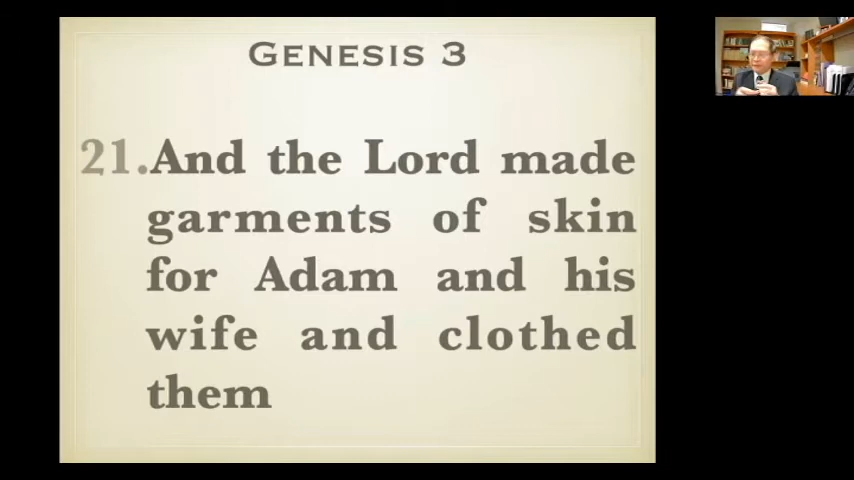 GENESIS 3
21.And the Lord made
garments of skin
for Adam and his
wife and clothed
them